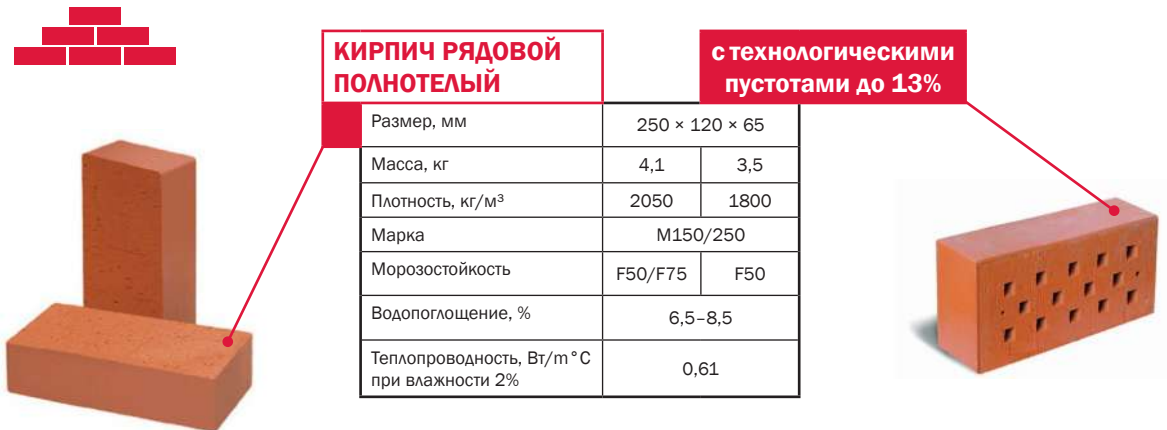 КИРПИЧ РЯДОВОЙ
ПОЛНОТЕЛЫЙ
с технологическими
пустотами до 13%
Размер, мм 250 × 120 × 65
Масса, кг 4,1 3,5
Плотность, кг/м³ 2050 1800
Марка М150/250
Морозостойкость F50/F75 F50
Водопоглощение, % 6,5–8,5
Теплопроводность, Вт/m°C
при влажности 2% 0,61